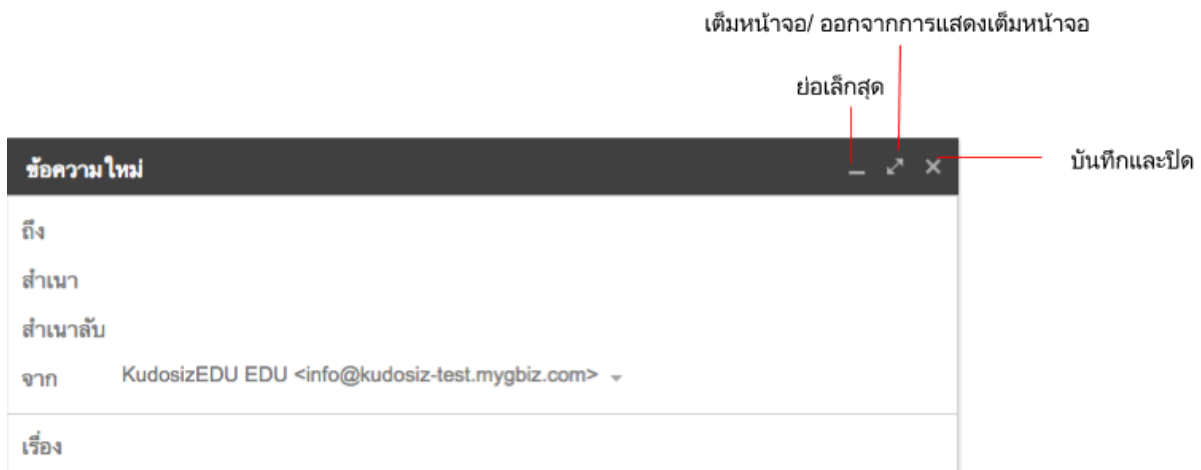 เต็มหน้าจอ/ ออกจากการแสดงเต็มหน้าจอ
ย่อเล็กสุด
ข้อความใหม่
บันทึกและปิด
ถึง
สำเนา
สำเนาลับ
จาก KudosizEDU EDU <info@kudosiz-test.mygbiz.com>
เรื่อง